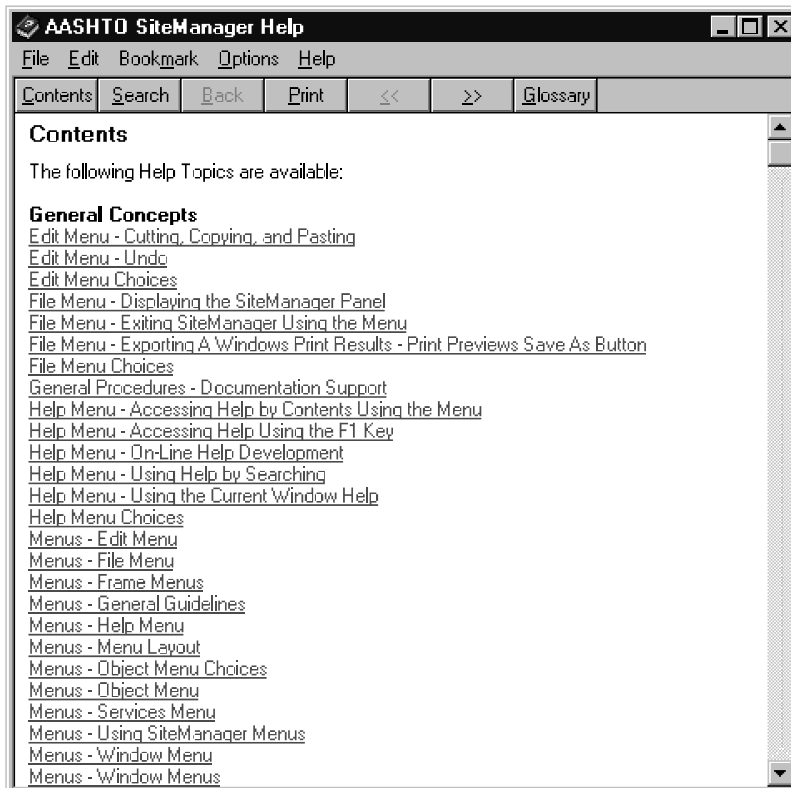 AASHTO SiteManager Help
File Edit Bookmark Options Help
Contents Search Back Print << >> Glossary
Contents
The following Help Topics are available:
General Concepts
Edit Menu - Cutting, Copying, and Pasting
Edit Menu - Undo
Edit Menu Choices
File Menu - Displaying the SiteManager Panel
File Menu - Exiting SiteManager Using the Menu
File Menu - Exporting A Windows Print Results - Print Previews Save As Button
File Menu Choices
General Procedures - Documentation Support
Help Menu - Accessing Help by Contents Using the Menu
Help Menu - Accessing Help Using the F1 Key
Help Menu - On-Line Help Development
Help Menu - Using Help by Searching
Help Menu - Using the Current Window Help
Help Menu Choices
Menus - Edit Menu
Menus - File Menu
Menus - Frame Menus
Menus - General Guidelines
Menus - Help Menu
Menus - Menu Layout
Menus - Object Menu Choices
Menus - Object Menu
Menus - Services Menu
Menus - Using SiteManager Menus
Menus - Window Menu
Menus - Window Menus